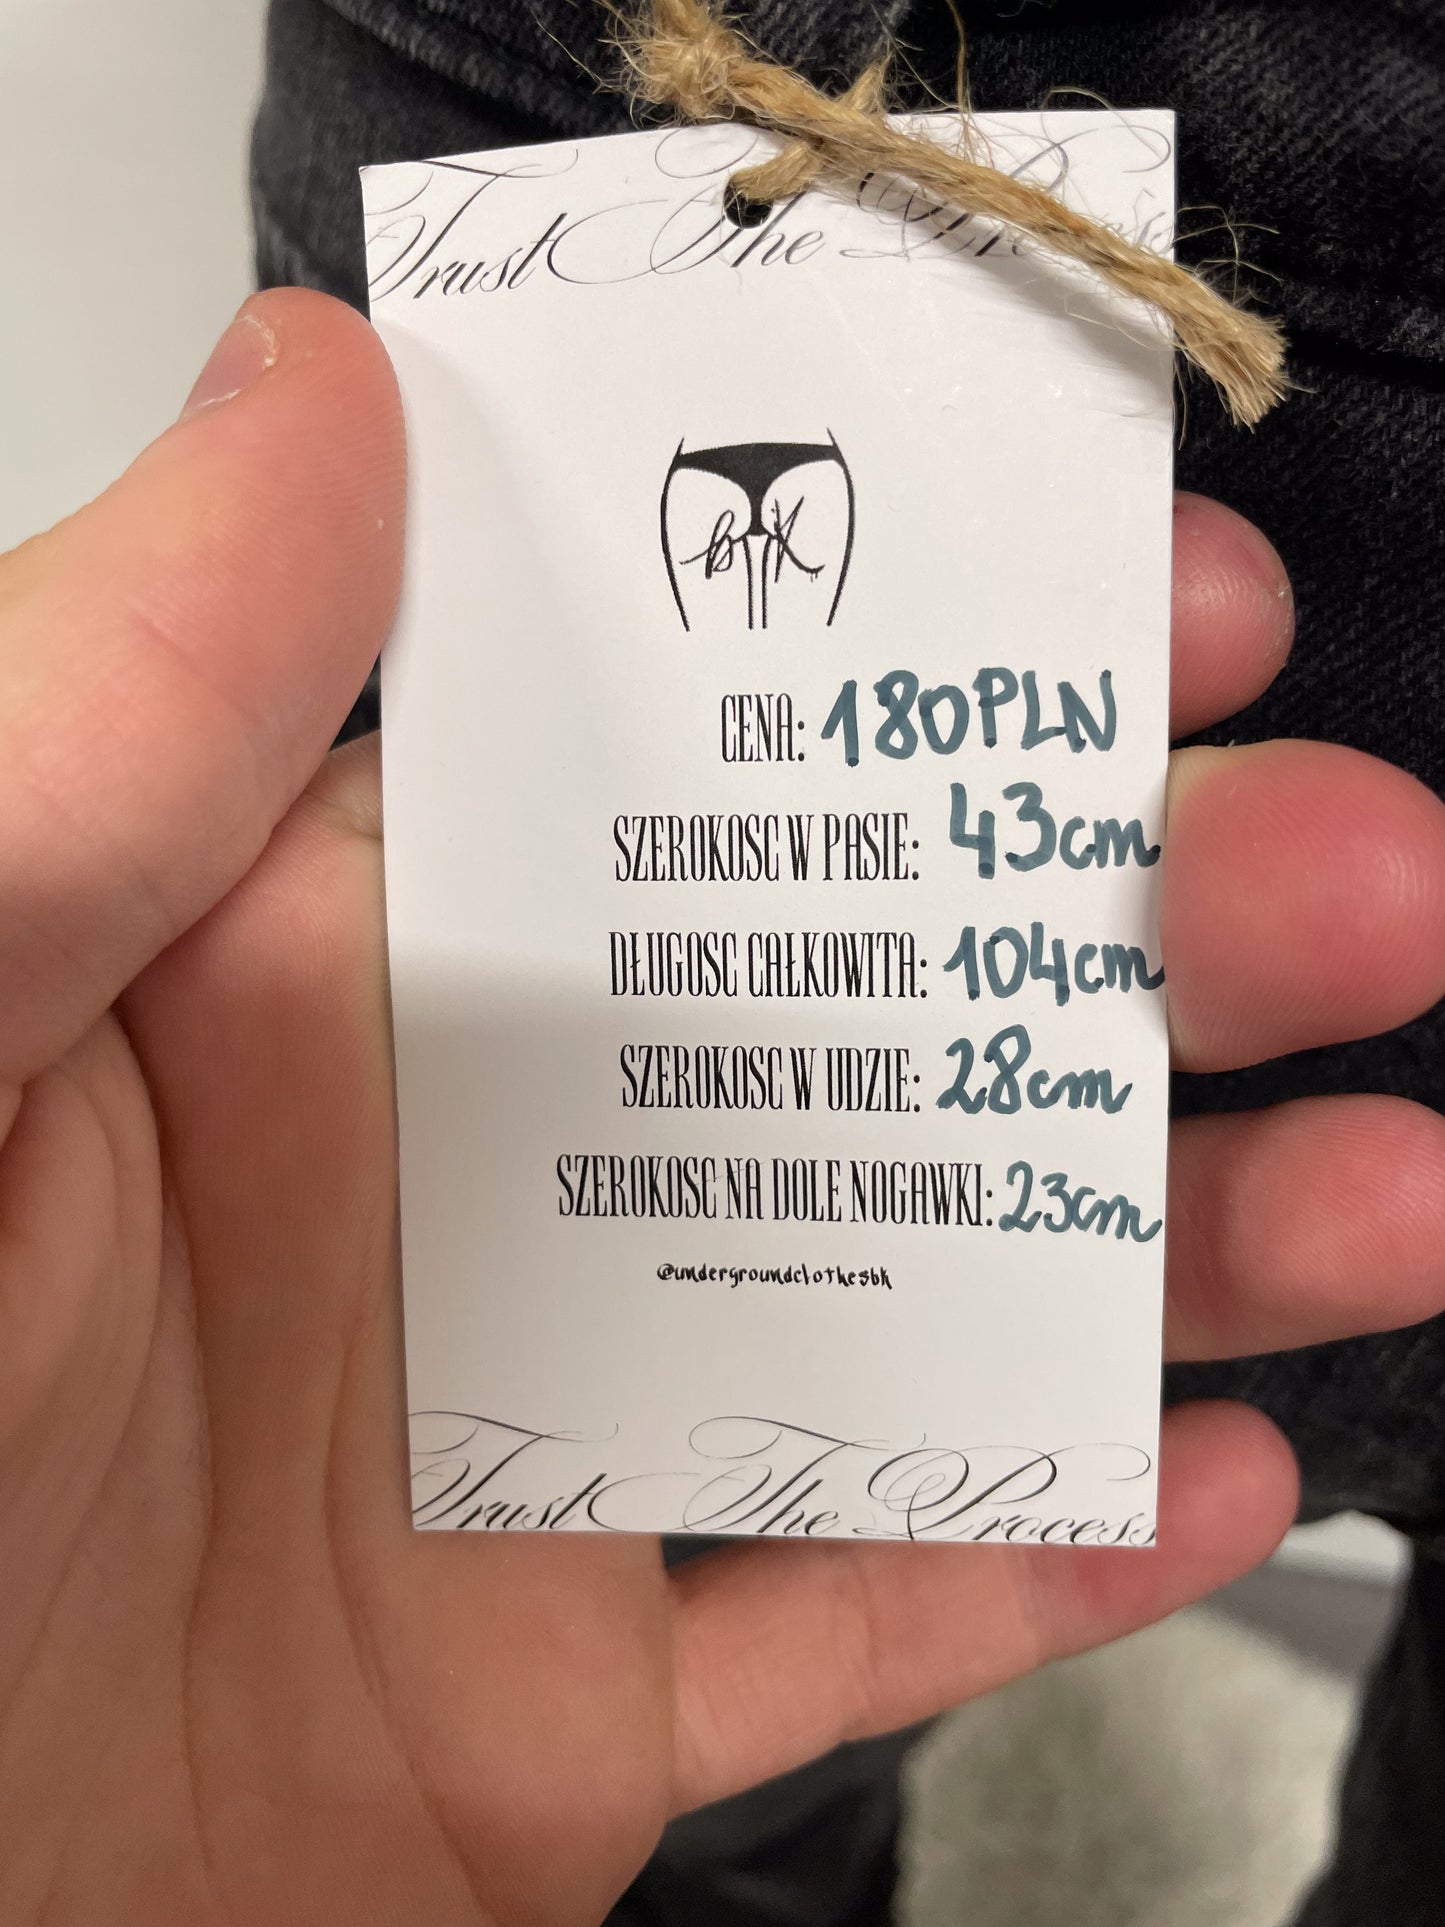 Trust The Process
BK
CENA: 180PLN
SZEROKOSC W PASIE: 43cm
DŁUGOSC CAŁKOWITA: 104cm
SZEROKOSC W UDZIE: 28cm
SZEROKOSC NA DOLE NOGAWKI: 23cm
@undergroundclothesbk
Trust The Process